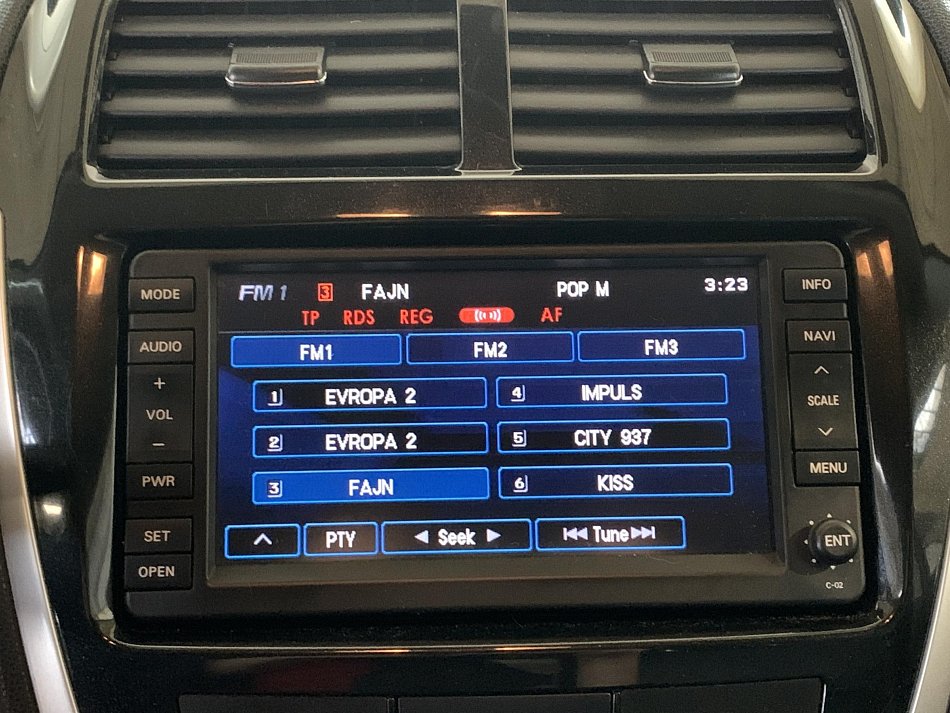 MODE
AUDIO
+
VOL
−
PWR
SET
OPEN
FM 1 3 FAJN POP M 3:23
TP RDS REG AF
FM1 FM2 FM3
1 EVROPA 2 4 IMPULS
2 EVROPA 2 5 CITY 937
3 FAJN 6 KISS
PTY Seek Tune
INFO
NAVI
SCALE
MENU
ENT
C-02